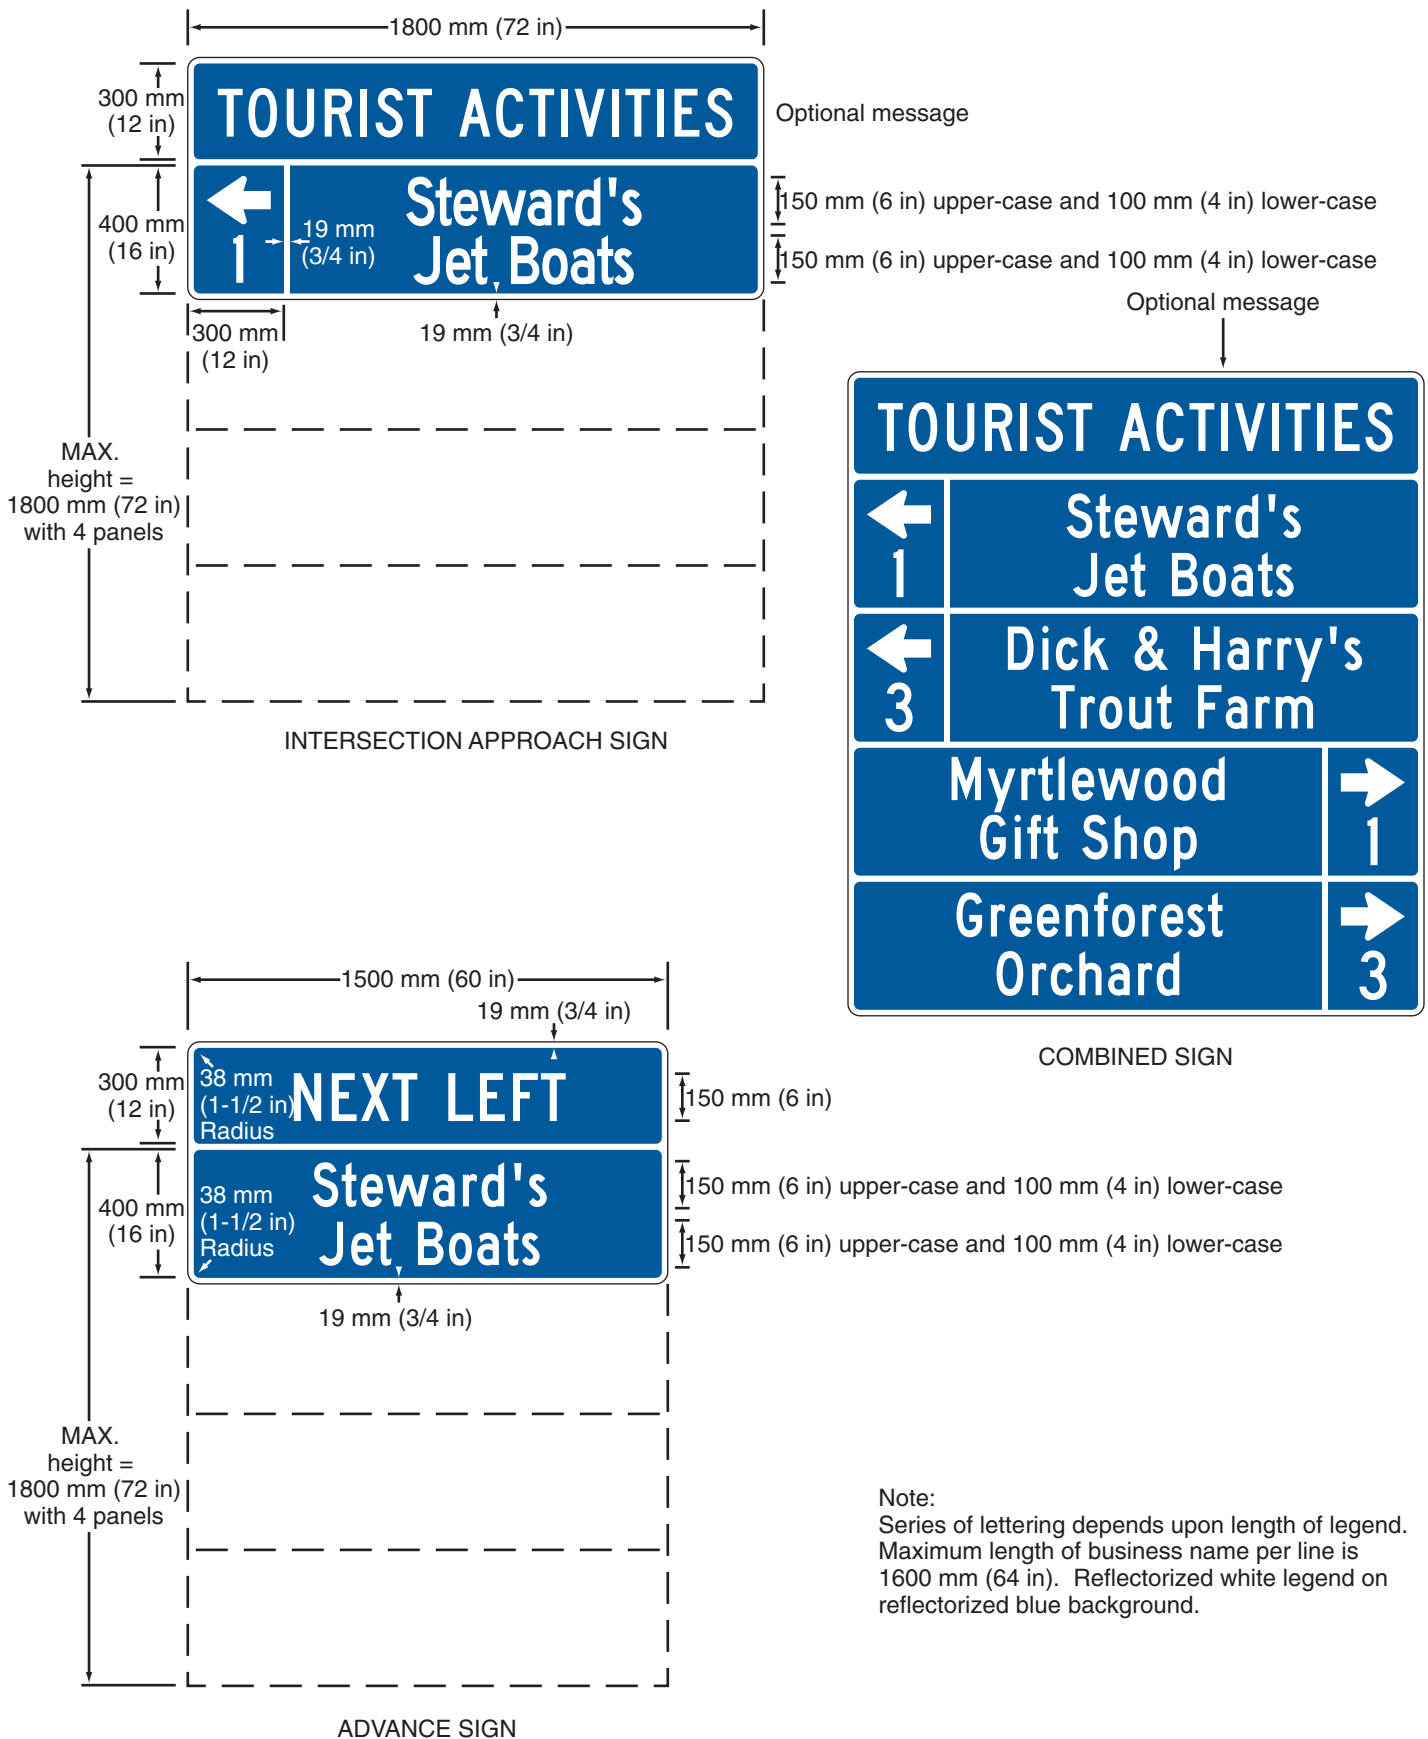 1800 mm (72 in)
300 mm
(12 in)
TOURIST ACTIVITIES
Optional message
400 mm
(16 in)
1
19 mm
(3/4 in)
Steward's
Jet Boats
150 mm (6 in) upper-case and 100 mm (4 in) lower-case
150 mm (6 in) upper-case and 100 mm (4 in) lower-case
300 mm
(12 in)
19 mm (3/4 in)
MAX.
height =
1800 mm (72 in)
with 4 panels
INTERSECTION APPROACH SIGN
Optional message
TOURIST ACTIVITIES
1
Steward's
Jet Boats
3
Dick & Harry's
Trout Farm
Myrtlewood
Gift Shop
1
Greenforest
Orchard
3
COMBINED SIGN
1500 mm (60 in)
19 mm (3/4 in)
300 mm
(12 in)
38 mm
(1-1/2 in)
Radius
NEXT LEFT
150 mm (6 in)
400 mm
(16 in)
38 mm
(1-1/2 in)
Radius
Steward's
Jet Boats
150 mm (6 in) upper-case and 100 mm (4 in) lower-case
150 mm (6 in) upper-case and 100 mm (4 in) lower-case
19 mm (3/4 in)
MAX.
height =
1800 mm (72 in)
with 4 panels
ADVANCE SIGN
Note:
Series of lettering depends upon length of legend.
Maximum length of business name per line is
1600 mm (64 in).  Reflectorized white legend on
reflectorized blue background.